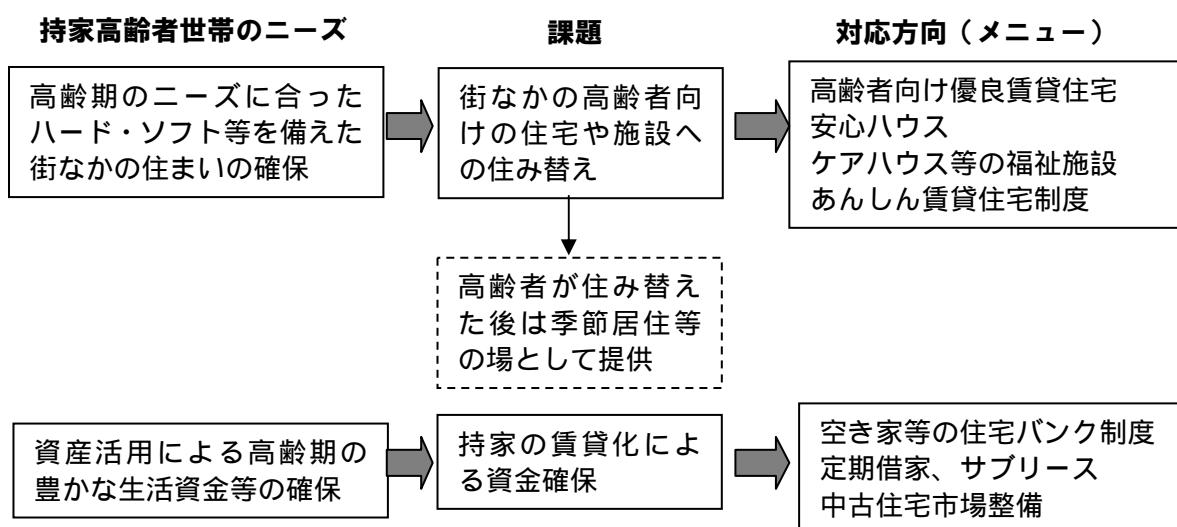 持家高齢者世帯のニーズ
課題
対応方向(メニュー)
高齢期のニーズに合った
ハード・ソフト等を備えた
街なかの住まいの確保
街なかの高齢者向
けの住宅や施設へ
の住み替え
高齢者向け優良賃貸住宅
安心ハウス
ケアハウス等の福祉施設
あんしん賃貸住宅制度
高齢者が住み替え
た後は季節居住等
の場として提供
資産活用による高齢期の
豊かな生活資金等の確保
持家の賃貸化によ
る資金確保
空き家等の住宅バンク制度
定期借家、サブリース
中古住宅市場整備